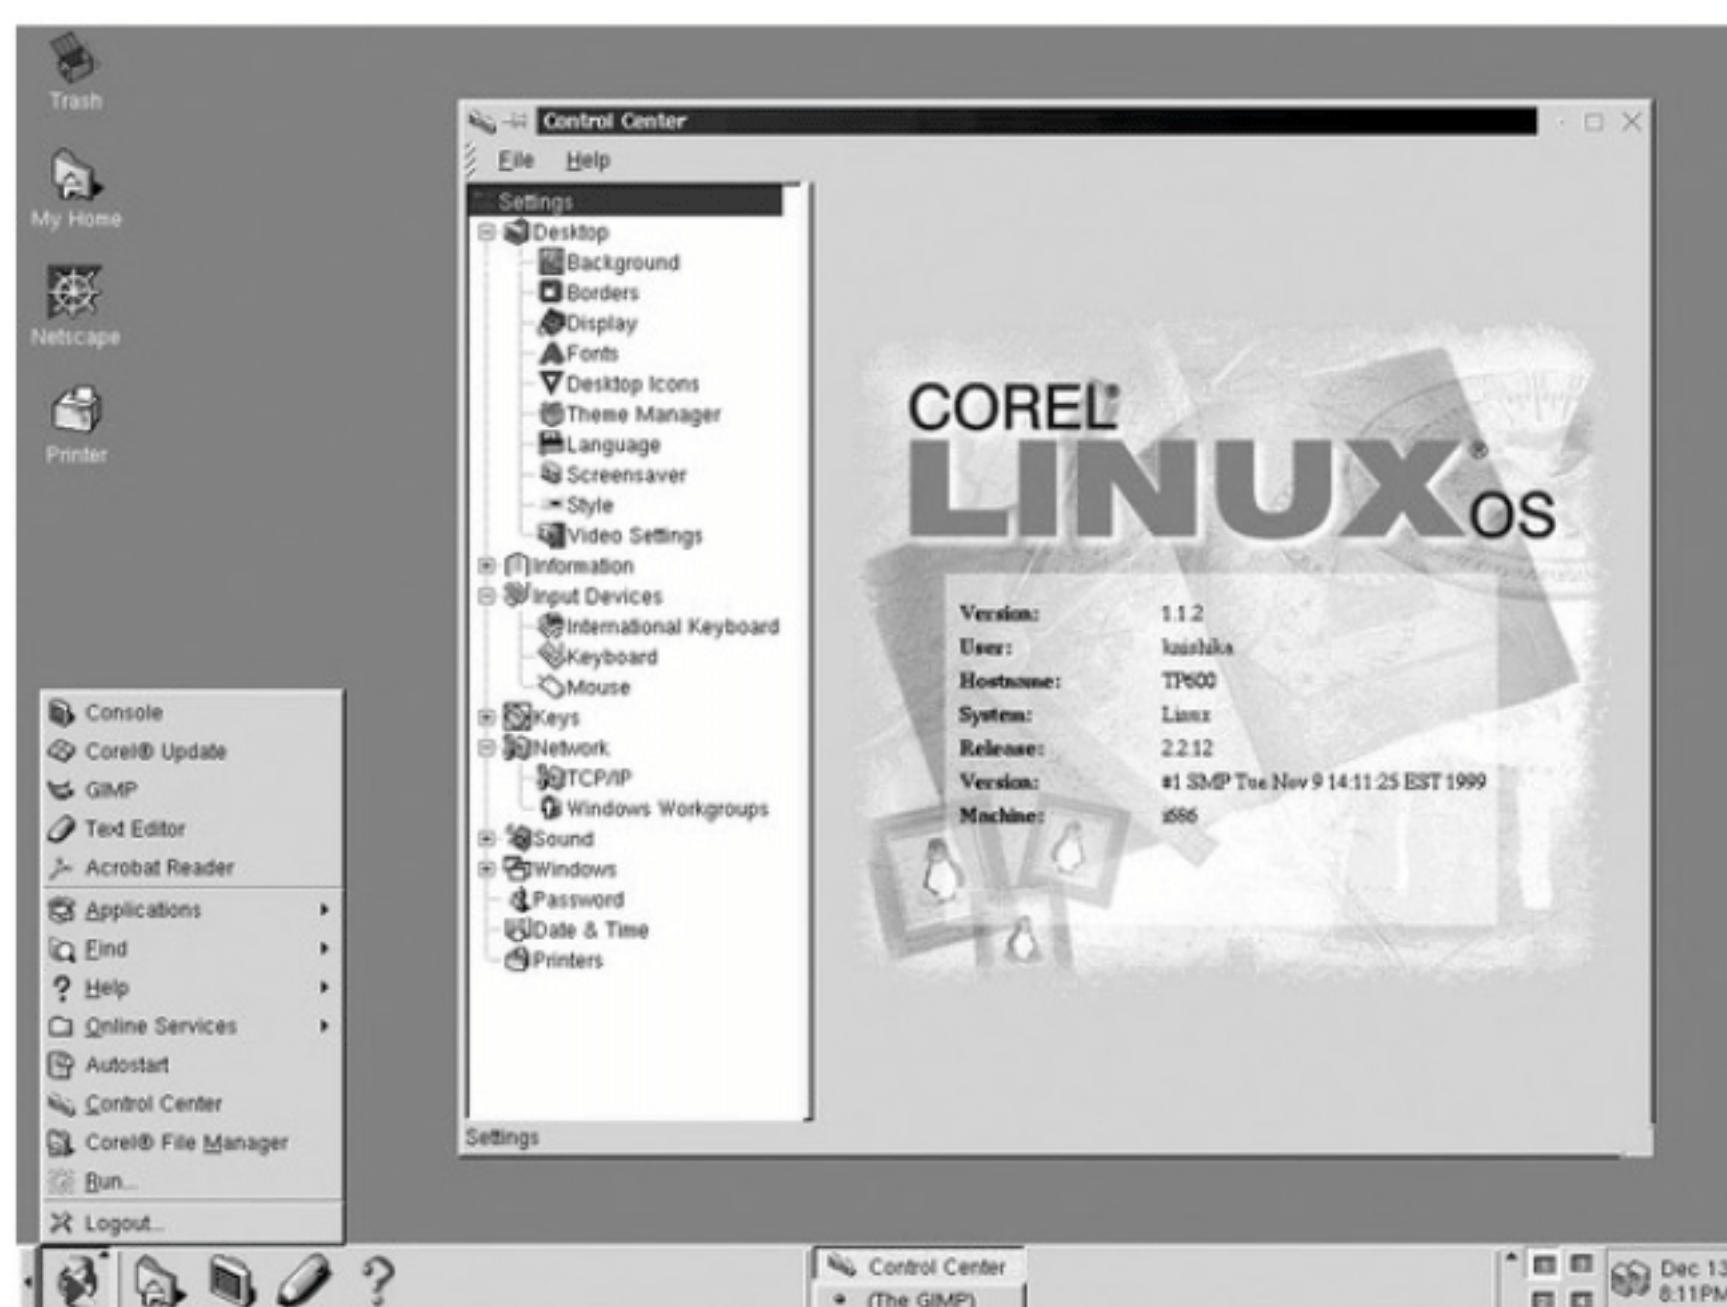 Trash
My Home
Netscape
Printer
Control Center
File Help
Settings
Desktop
Background
Borders
Display
Fonts
Desktop Icons
Theme Manager
Language
Screensaver
Style
Video Settings
Information
Input Devices
International Keyboard
Keyboard
Mouse
Keys
Network
TCP/IP
Windows Workgroups
Sound
Windows
Password
Date & Time
Printers
Settings
COREL®
LINUX® OS
Version: 1.1.2
User:
Hostname: TP600
System: Linux
Release: 2.2.12
Version: #1 SMP Tue Nov 9 14:11:25 EST 1999
Machine: i686
Console
Corel® Update
GIMP
Text Editor
Acrobat Reader
Applications
Find
Help
Online Services
Autostart
Control Center
Corel® File Manager
Run...
Logout...
Control Center
(The GIMP)
Dec 13
8:11PM